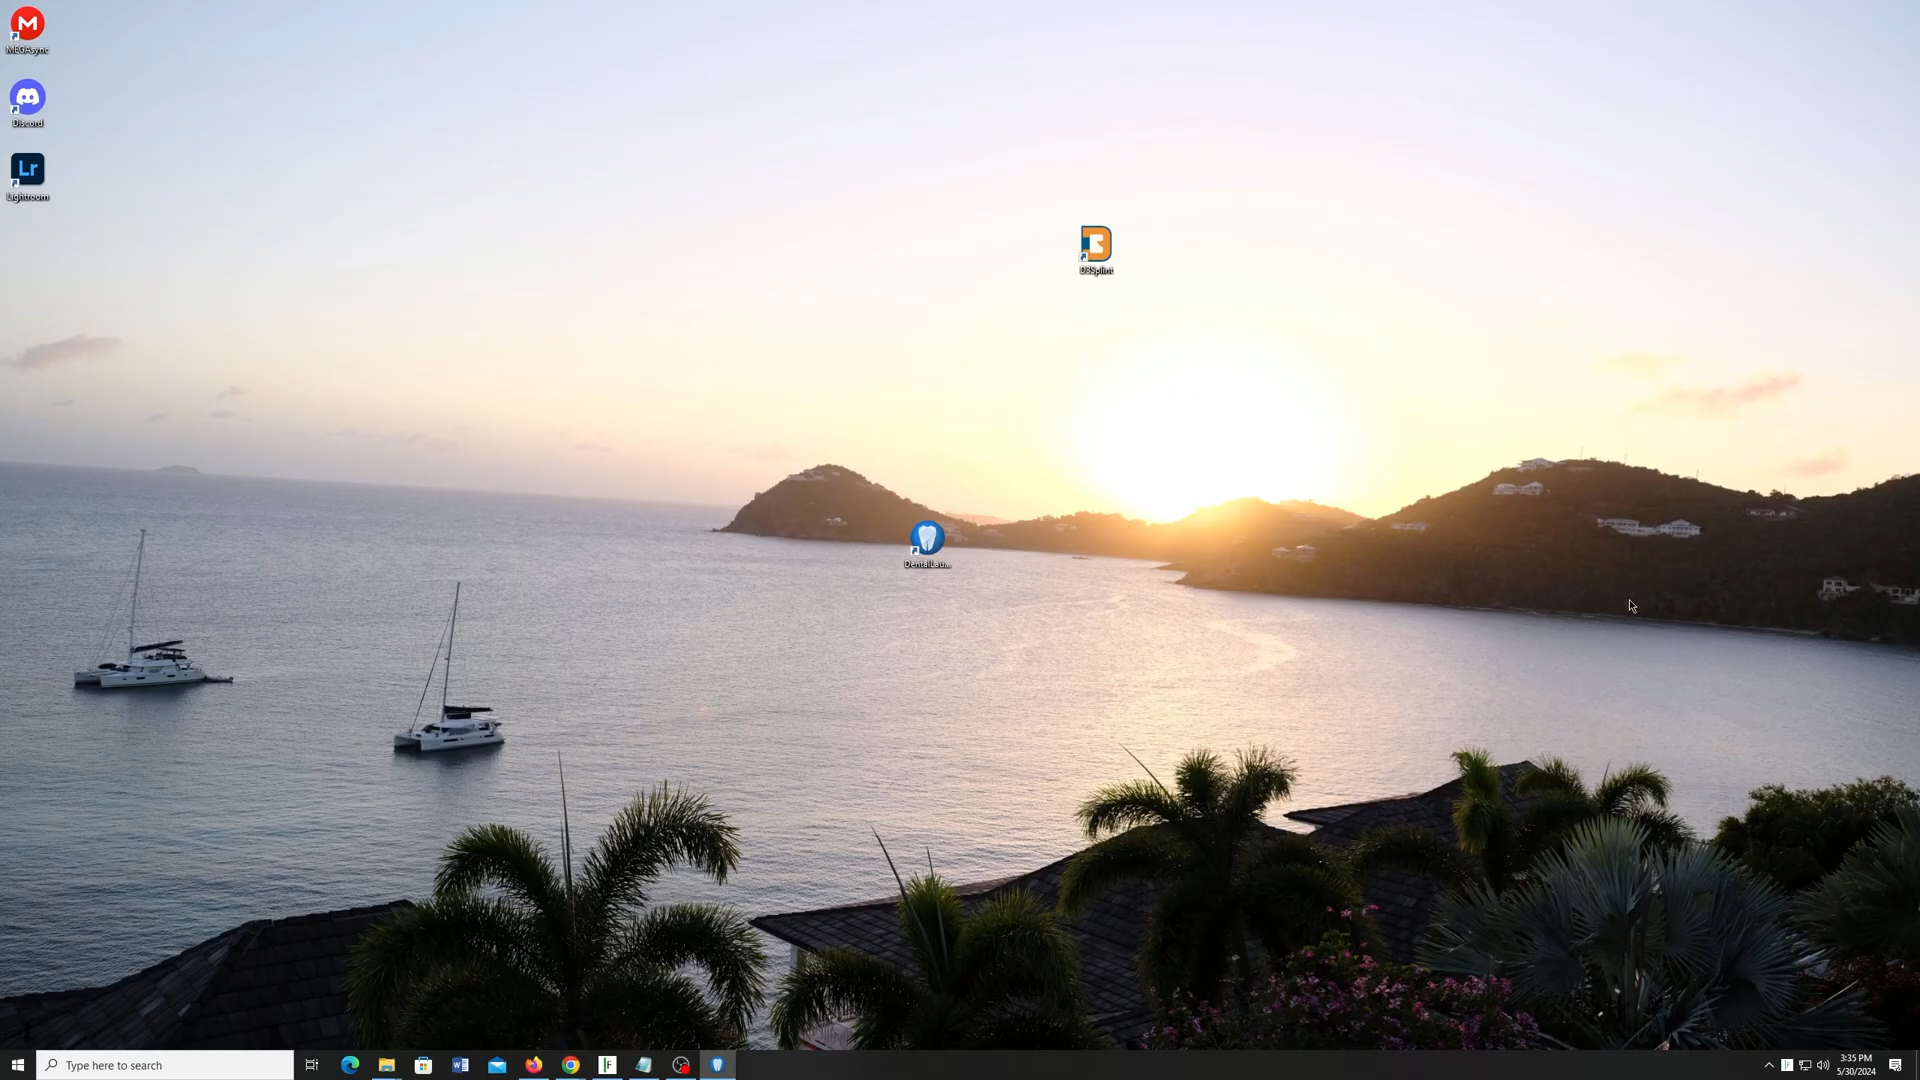 MEGAsync
Discord
Lr
Lightroom
D3Splint
DentalLau...
Type here to search
3:35 PM
5/30/2024